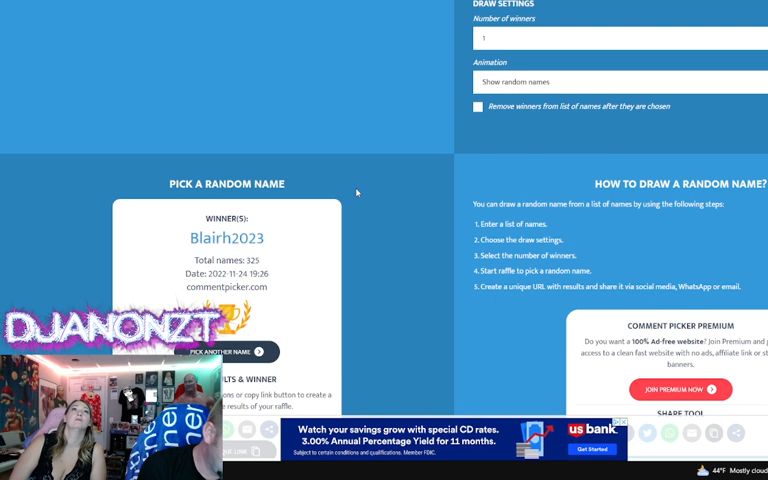 DRAW SETTINGS
Number of winners
1
Animation
Show random names
Remove winners from list of names after they are chosen
PICK A RANDOM NAME
WINNER(S):
Blairh2023
Total names: 325
Date: 2022-11-24 19:26
commentpicker.com
PICK ANOTHER NAME
HOW TO DRAW A RANDOM NAME?
You can draw a random name from a list of names by using the following steps:
1. Enter a list of names.
2. Choose the draw settings.
3. Select the number of winners.
4. Start raffle to pick a random name.
5. Create a unique URL with results and share it via social media, WhatsApp or email.
COMMENT PICKER PREMIUM
Do you want a 100% Ad-free website? Join Premium and
access to a clean fast website with no ads, affiliate link or
banners.
JOIN PREMIUM NOW
SHARE TOOL
DJANONZT
& WINNER
or copy link button to create a
results of your raffle.
LINK
Watch your savings grow with special CD rates.
3.00% Annual Percentage Yield for 11 months.
Subject to certain conditions and qualifications. Member FDIC.
us bank
Get Started
44°F Mostly cloud